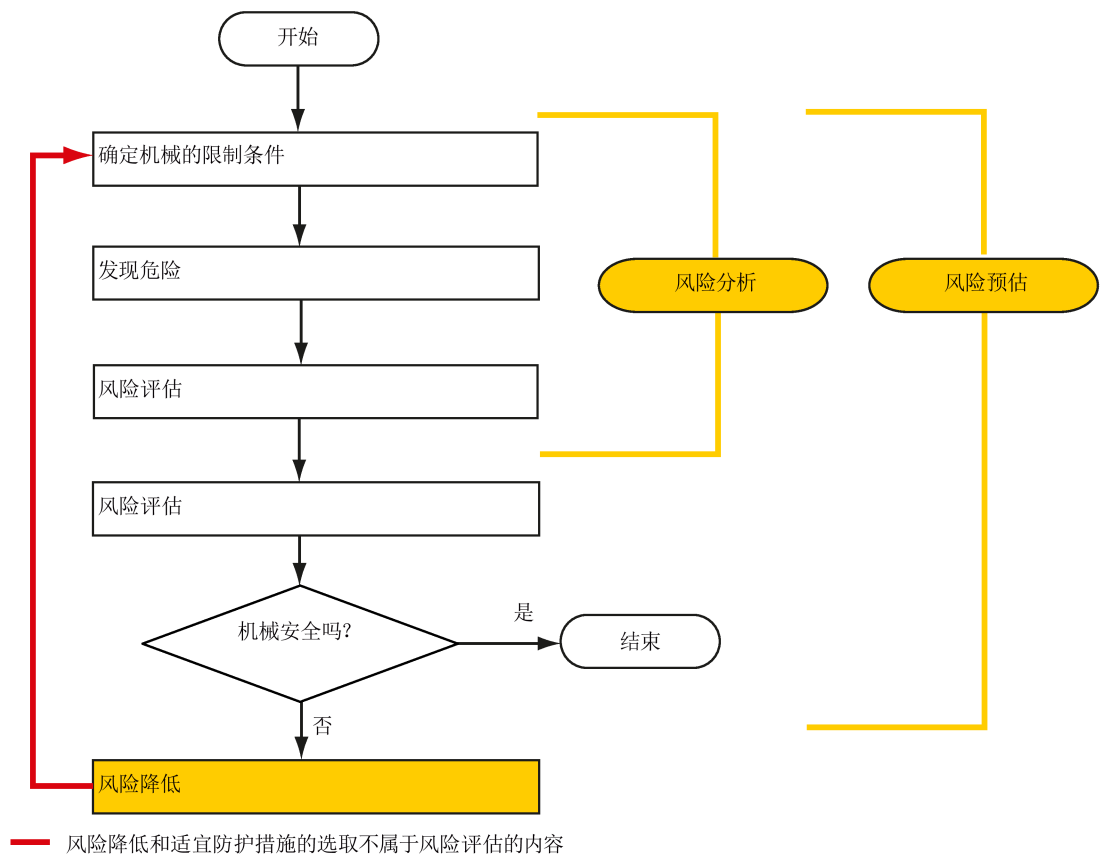 开始
确定机械的限制条件
发现危险
风险分析
风险预估
风险评估
风险评估
机械安全吗？
是
结束
否
风险降低
风险降低和适宜防护措施的选取不属于风险评估的内容